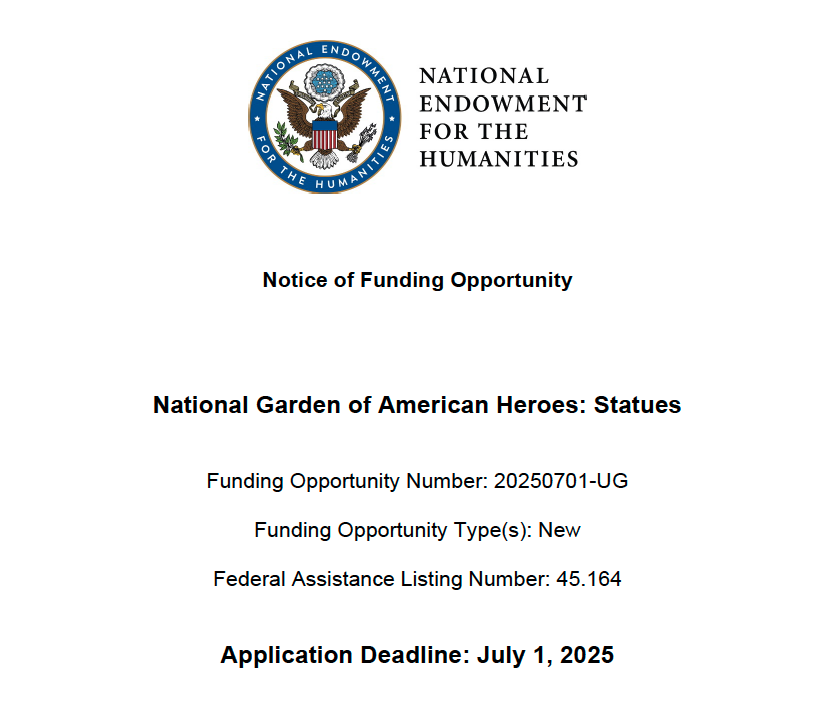 NATIONAL ENDOWMENT
FOR THE HUMANITIES
NATIONAL
ENDOWMENT
FOR THE
HUMANITIES
Notice of Funding Opportunity
National Garden of American Heroes: Statues
Funding Opportunity Number: 20250701-UG
Funding Opportunity Type(s): New
Federal Assistance Listing Number: 45.164
Application Deadline: July 1, 2025